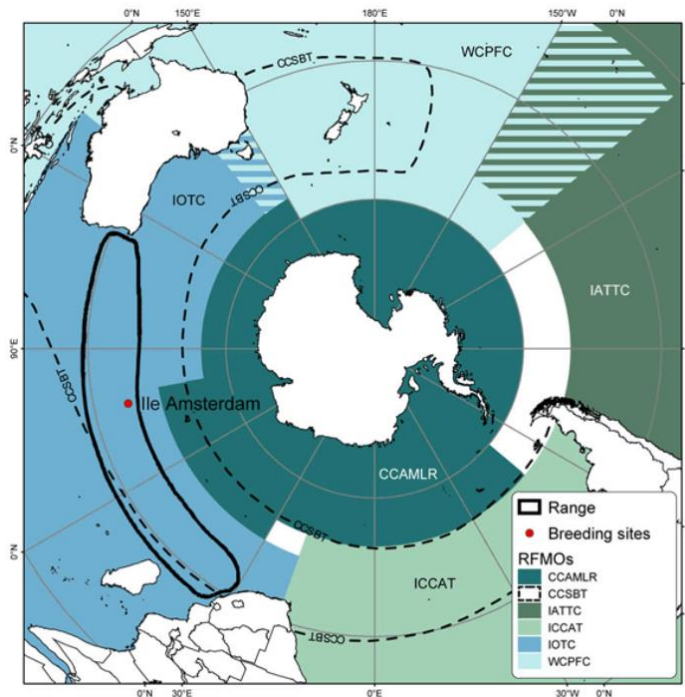 0°N 150°E 180°E 150°W 0°N
WCPFC
CCSBT
0°N
IOTC
CCSBT
IATTC
90°E
CCSBT
Ile Amsterdam
CCAMLR
0°N
CCSBT
ICCAT
CCSBT
Range
Breeding sites
RFMOs
CCAMLR
CCSBT
IATTC
ICCAT
IOTC
WCPFC
0°N 30°E 0°E 30°W 0°N